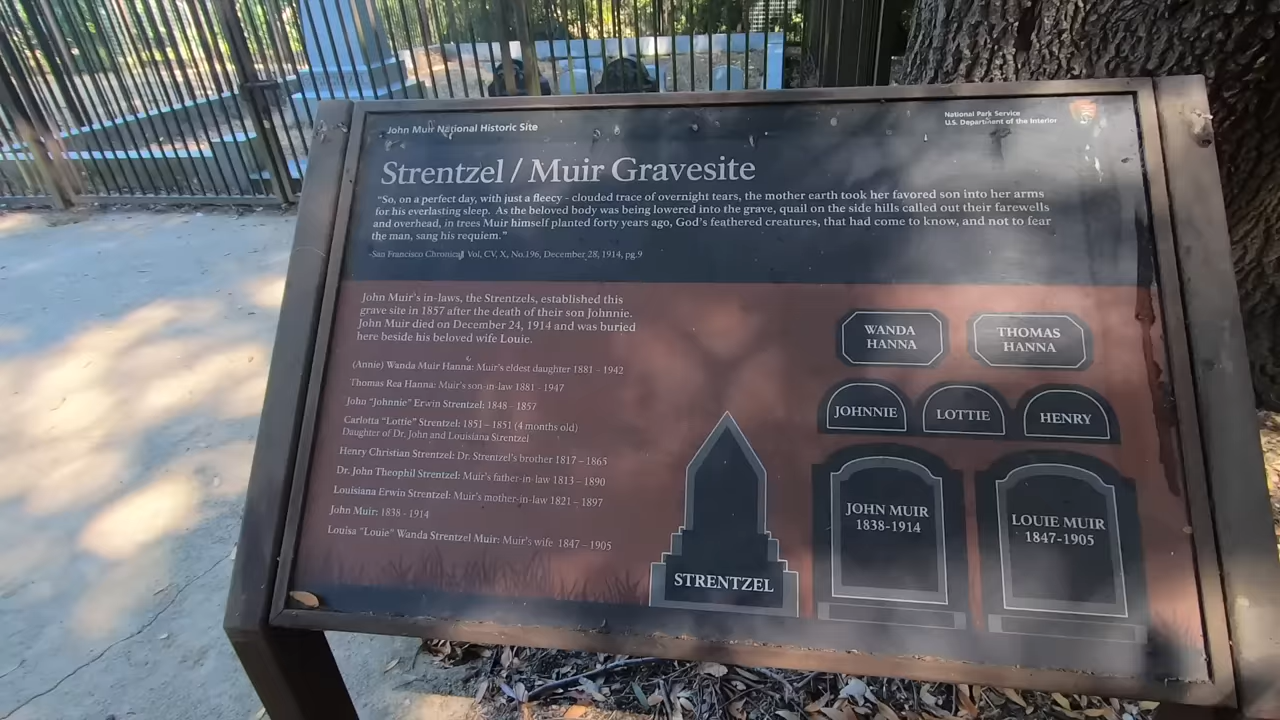 John Muir National Historic Site
National Park Service
U.S. Department of the Interior
Strentzel / Muir Gravesite
"So, on a perfect day, with just a fleecy - clouded trace of overnight tears, the mother earth took her favored son into her arms
for his everlasting sleep. As the beloved body was being lowered into the grave, quail on the side hills called out their farewells
and overhead, in trees Muir himself planted forty years ago, God's feathered creatures, that had come to know, and not to fear
the man, sang his requiem."
-San Francisco Chronicall Vol, CV, X, No.196, December 28, 1914, pg.9
John Muir's in-laws, the Strentzels, established this
grave site in 1857 after the death of their son Johnnie.
John Muir died on December 24, 1914 and was buried
here beside his beloved wife Louie.
(Annie) Wanda Muir Hanna: Muir's eldest daughter 1881 - 1942
Thomas Rea Hanna: Muir's son-in-law 1881 - 1947
John "Johnnie" Erwin Strentzel: 1848 - 1857
Carlotta "Lottie" Strentzel: 1851 - 1851 (4 months old)
Daughter of Dr. John and Louisiana Strentzel
Henry Christian Strentzel: Dr. Strentzel's brother 1817 - 1865
Dr. John Theophil Strentzel: Muir's father-in-law 1813 - 1890
Louisiana Erwin Strentzel: Muir's mother-in-law 1821 - 1897
John Muir: 1838 - 1914
Louisa "Louie" Wanda Strentzel Muir: Muir's wife 1847 - 1905
WANDA
HANNA
THOMAS
HANNA
JOHNNIE
LOTTIE
HENRY
STRENTZEL
JOHN MUIR
1838-1914
LOUIE MUIR
1847-1905